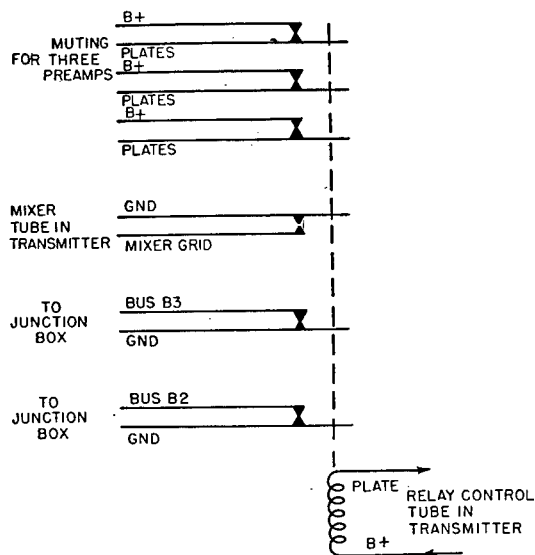 B+
MUTING
FOR THREE
PREAMPS
PLATES
B+
PLATES
B+
PLATES
MIXER
TUBE IN
TRANSMITTER
GND
MIXER GRID
TO
JUNCTION
BOX
BUS B3
GND
TO
JUNCTION
BOX
BUS B2
GND
PLATE
RELAY CONTROL
TUBE IN
TRANSMITTER
B+